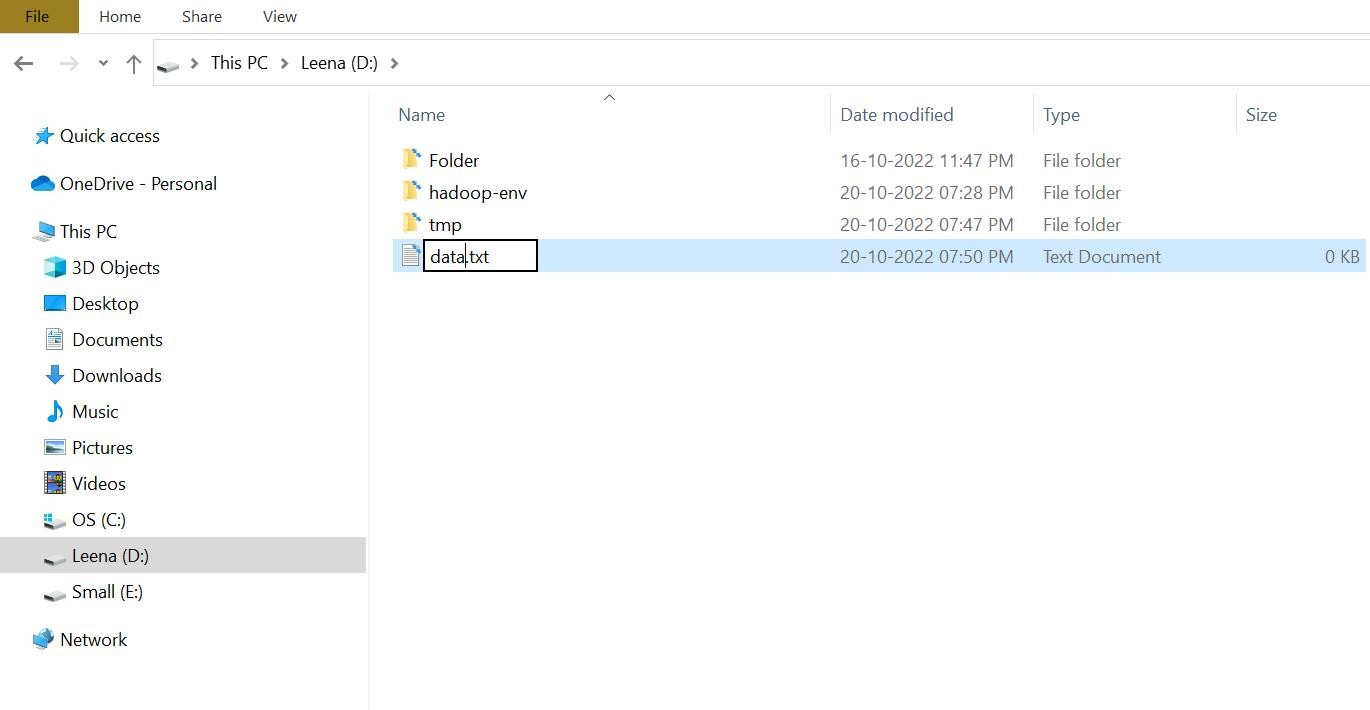 File Home Share View
This PC Leena (D:)
Name Date modified Type Size
Quick access
OneDrive - Personal
This PC
3D Objects
Desktop
Documents
Downloads
Music
Pictures
Videos
OS (C:)
Leena (D:)
Small (E:)
Network
Folder 16-10-2022 11:47 PM File folder
hadoop-env 20-10-2022 07:28 PM File folder
tmp 20-10-2022 07:47 PM File folder
data.txt 20-10-2022 07:50 PM Text Document 0 KB